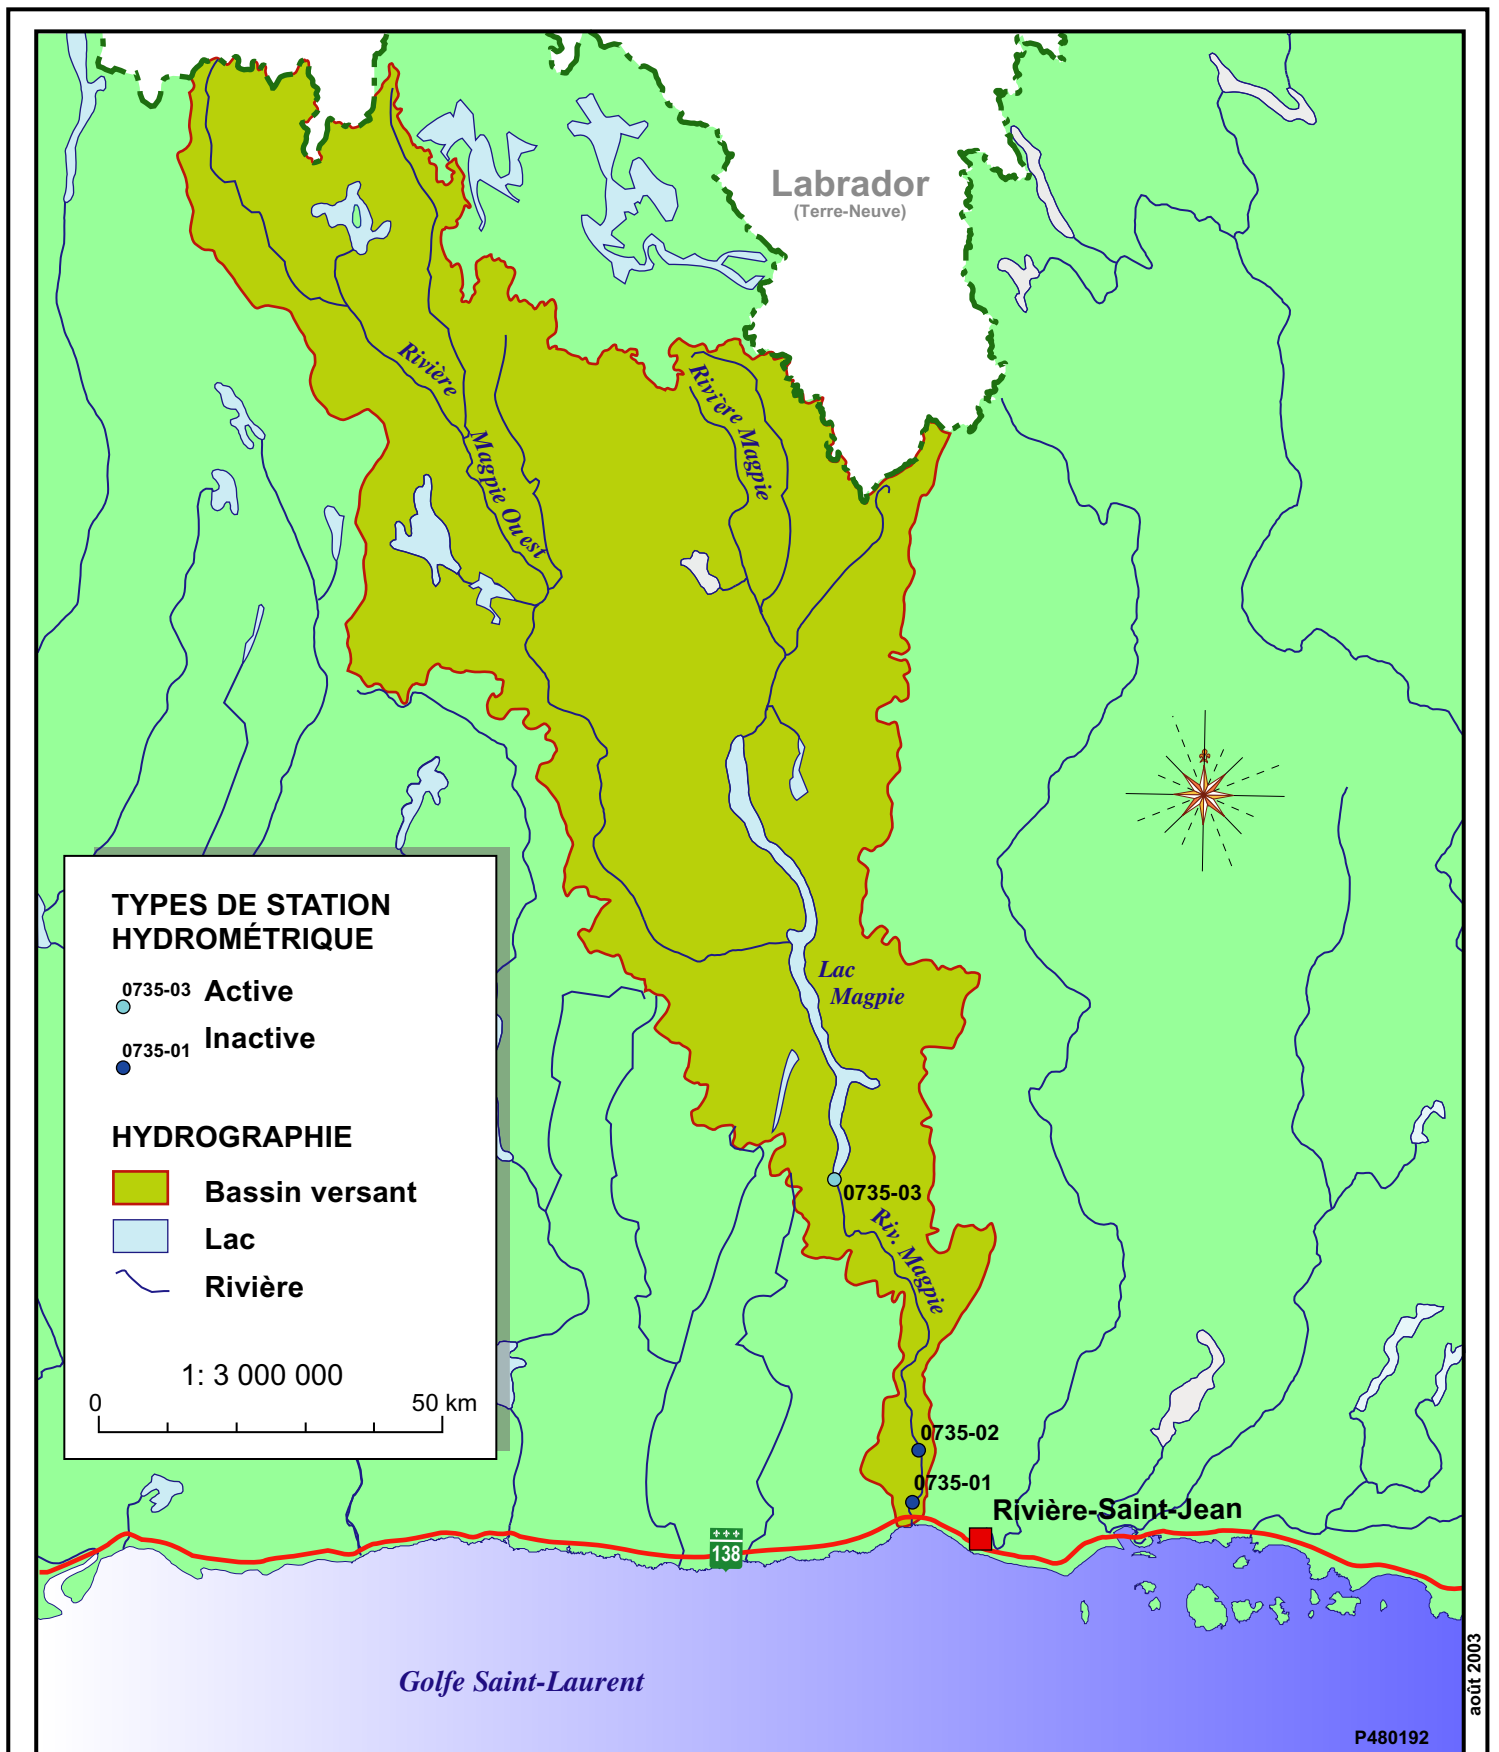 Labrador
(Terre-Neuve)
Rivière
Magpie Ouest
Rivière Magpie
Lac
Magpie
0735-03
Riv. Magpie
0735-02
0735-01
Rivière-Saint-Jean
138
Golfe Saint-Laurent
TYPES DE STATION
HYDROMÉTRIQUE
0735-03 Active
0735-01 Inactive
HYDROGRAPHIE
Bassin versant
Lac
Rivière
1: 3 000 000
0 50 km
août 2003
P480192